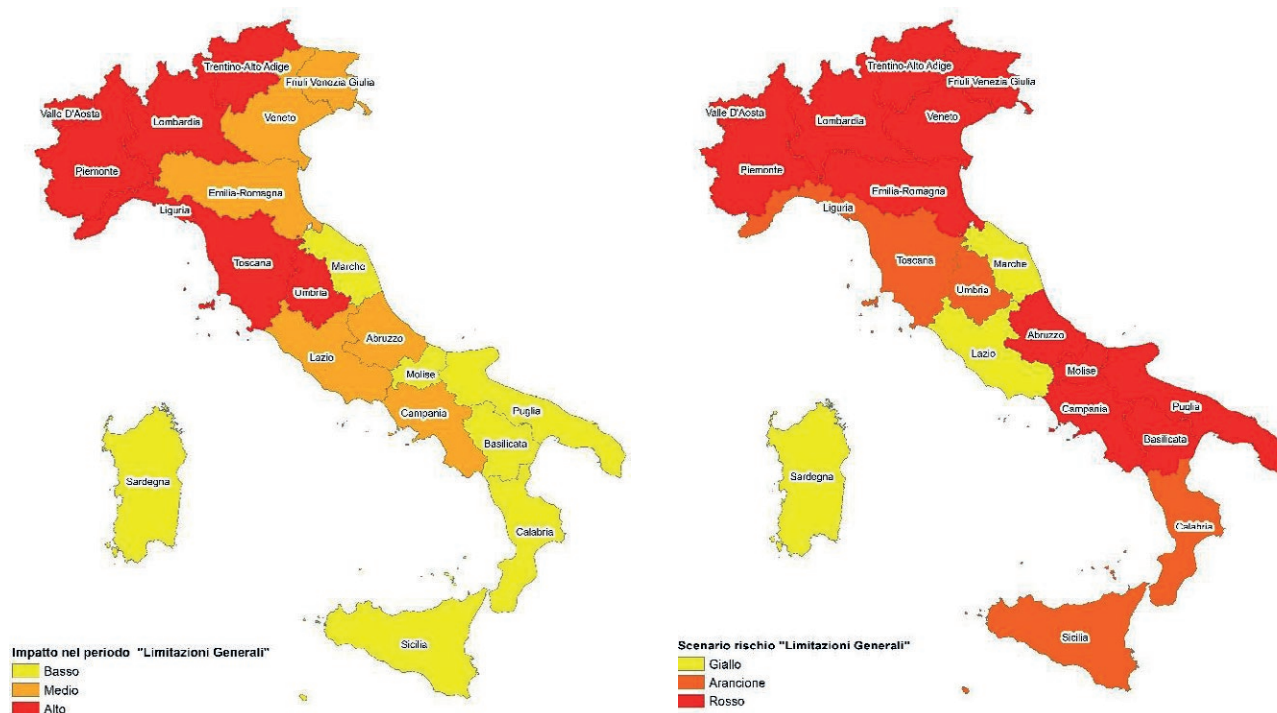 Trentino-Alto Adige
Friuli Venezia Giulia
Valle D'Aosta
Lombardia
Veneto
Piemonte
Emilia-Romagna
Liguria
Toscana
Marche
Umbria
Abruzzo
Lazio
Molise
Campania
Puglia
Basilicata
Sardegna
Calabria
Sicilia
Impatto nel periodo "Limitazioni Generali"
Basso
Medio
Alto
Trentino-Alto Adige
Friuli Venezia Giulia
Valle D'Aosta
Lombardia
Veneto
Piemonte
Emilia-Romagna
Liguria
Toscana
Marche
Umbria
Abruzzo
Lazio
Molise
Campania
Puglia
Basilicata
Sardegna
Calabria
Sicilia
Scenario rischio "Limitazioni Generali"
Giallo
Arancione
Rosso